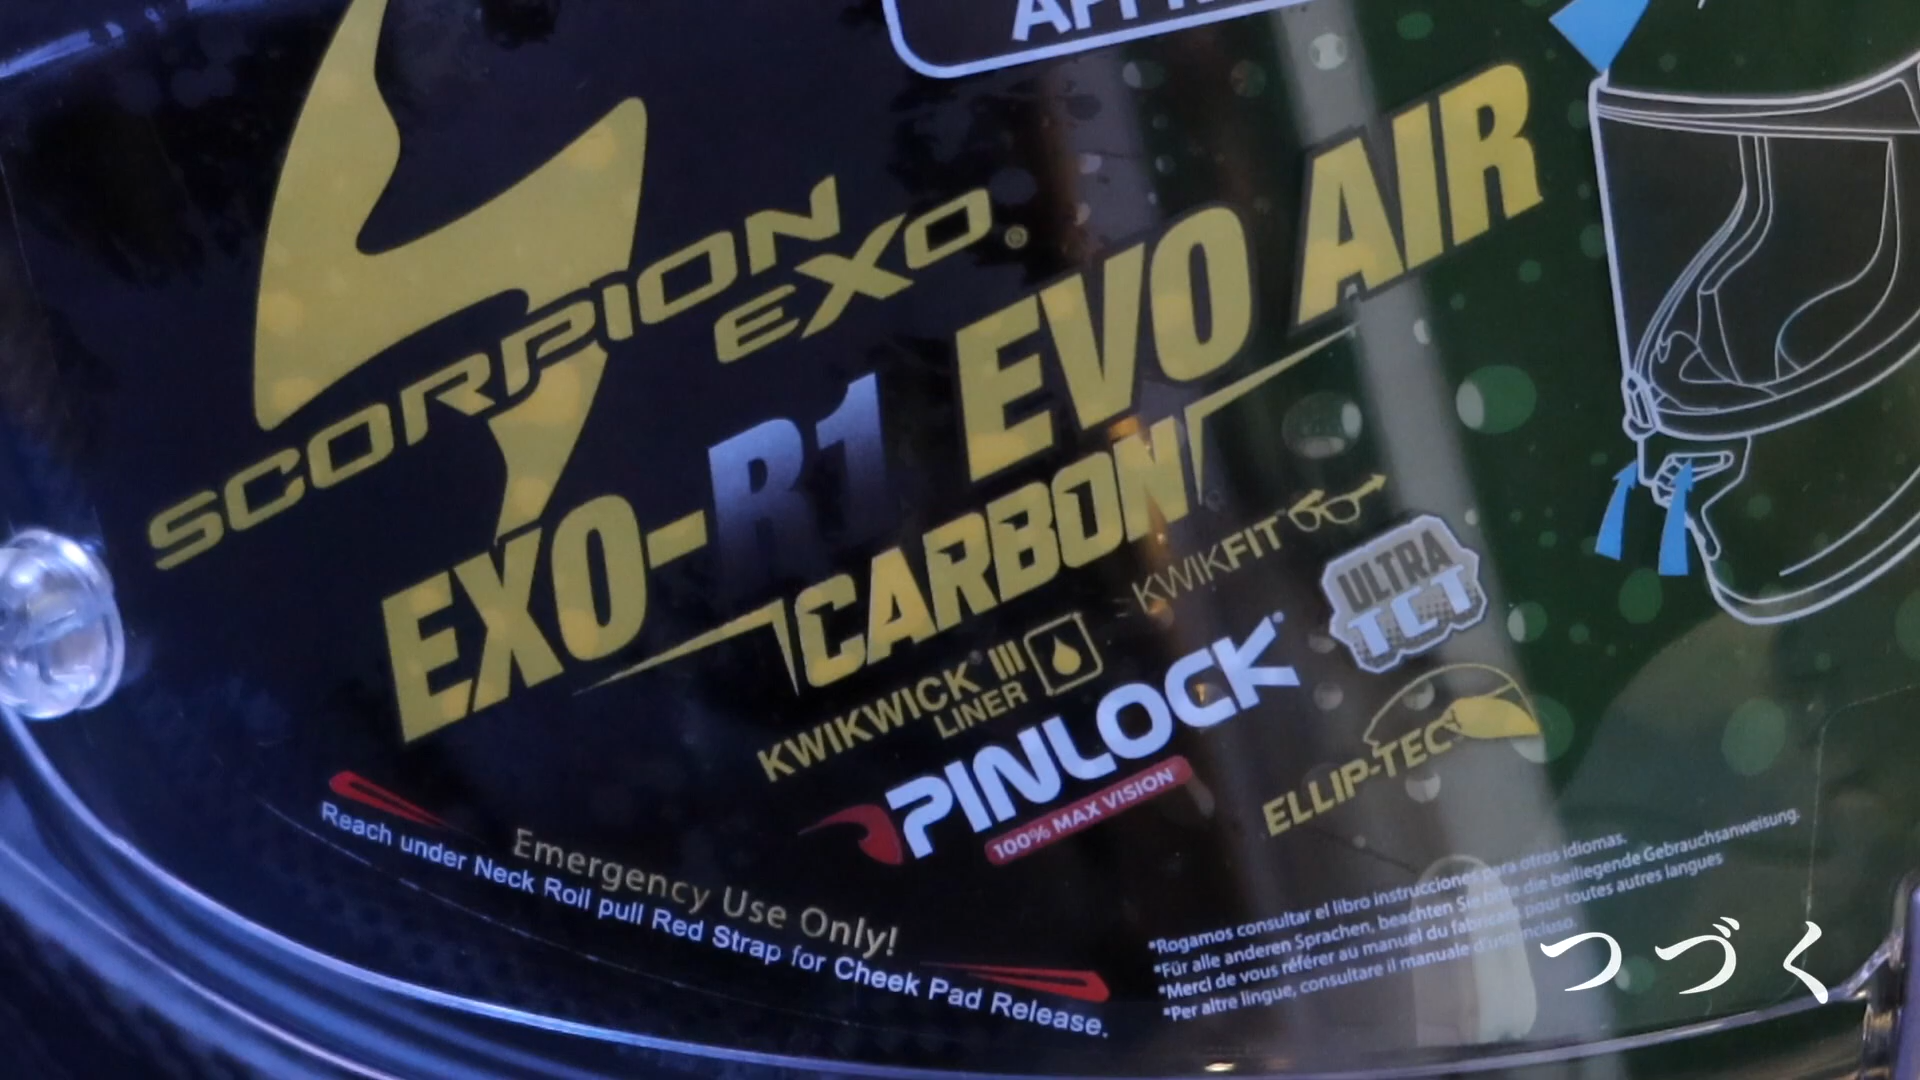 SCORPION
EXO®
EXO-R1 EVO AIR
CARBON
KWIKWICK III
LINER
KWIKFIT
ULTRA
TCT
PINLOCK
100% MAX VISION
ELLIP-TEC
Emergency Use Only!
Reach under Neck Roll pull Red Strap for Cheek Pad Release.
*Rogamos consultar el libro instrucciones para otros idiomas.
*Für alle anderen Sprachen, beachten Sie bitte die beiliegende Gebrauchsanweisung.
*Merci de vous référer au manuel du fabricant pour toutes autres langues
*Per altre lingue, consultare il manuale d'uso incluso.
つづく